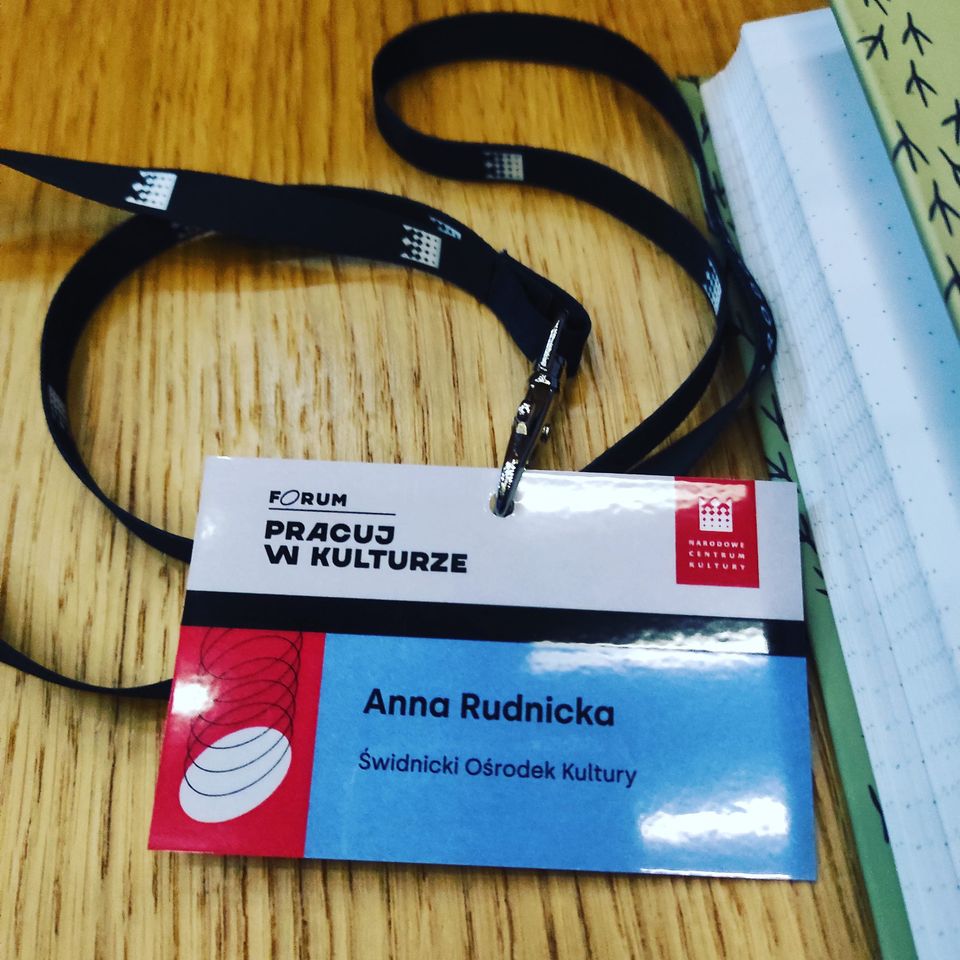 FORUM
PRACUJ
W KULTURZE
NARODOWE
CENTRUM
KULTURY
Anna Rudnicka
Świdnicki Ośrodek Kultury